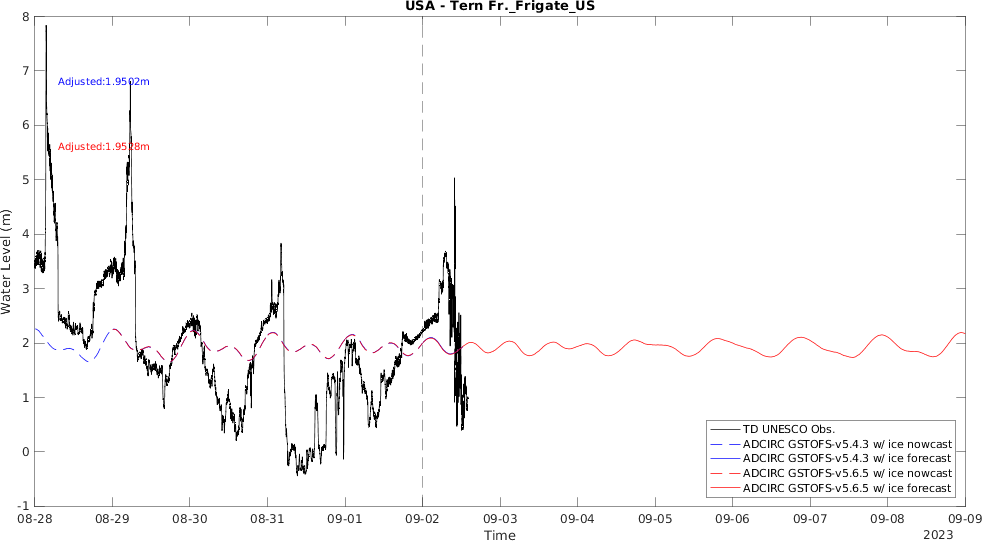 USA - Tern Fr._Frigate_US
8
7
6
5
4
3
2
1
0
-1
Water Level (m)
Adjusted:1.9502m
Adjusted:1.9528m
TD UNESCO Obs.
ADCIRC GSTOFS-v5.4.3 w/ ice nowcast
ADCIRC GSTOFS-v5.4.3 w/ ice forecast
ADCIRC GSTOFS-v5.6.5 w/ ice nowcast
ADCIRC GSTOFS-v5.6.5 w/ ice forecast
08-28 08-29 08-30 08-31 09-01 09-02 09-03 09-04 09-05 09-06 09-07 09-08 09-09
Time
2023